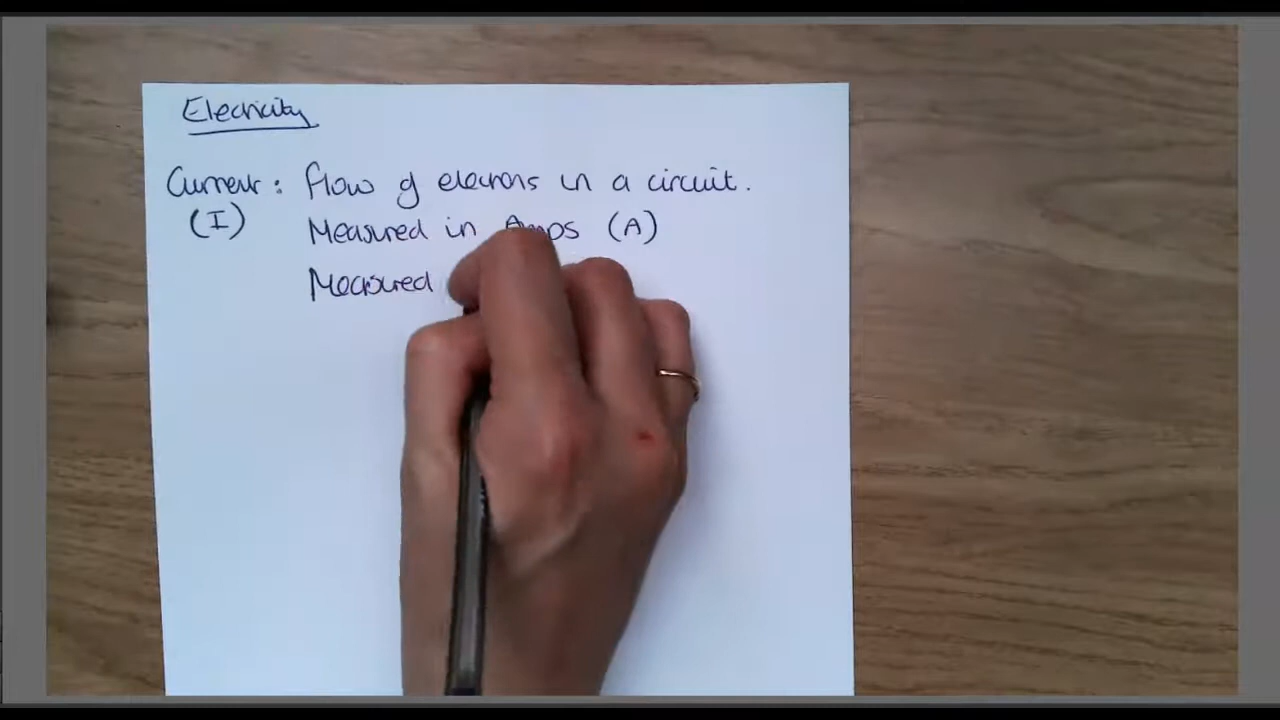 Electricity
Current: Flow of electrons in a circuit.
(I) Measured in Amps (A)
Measured